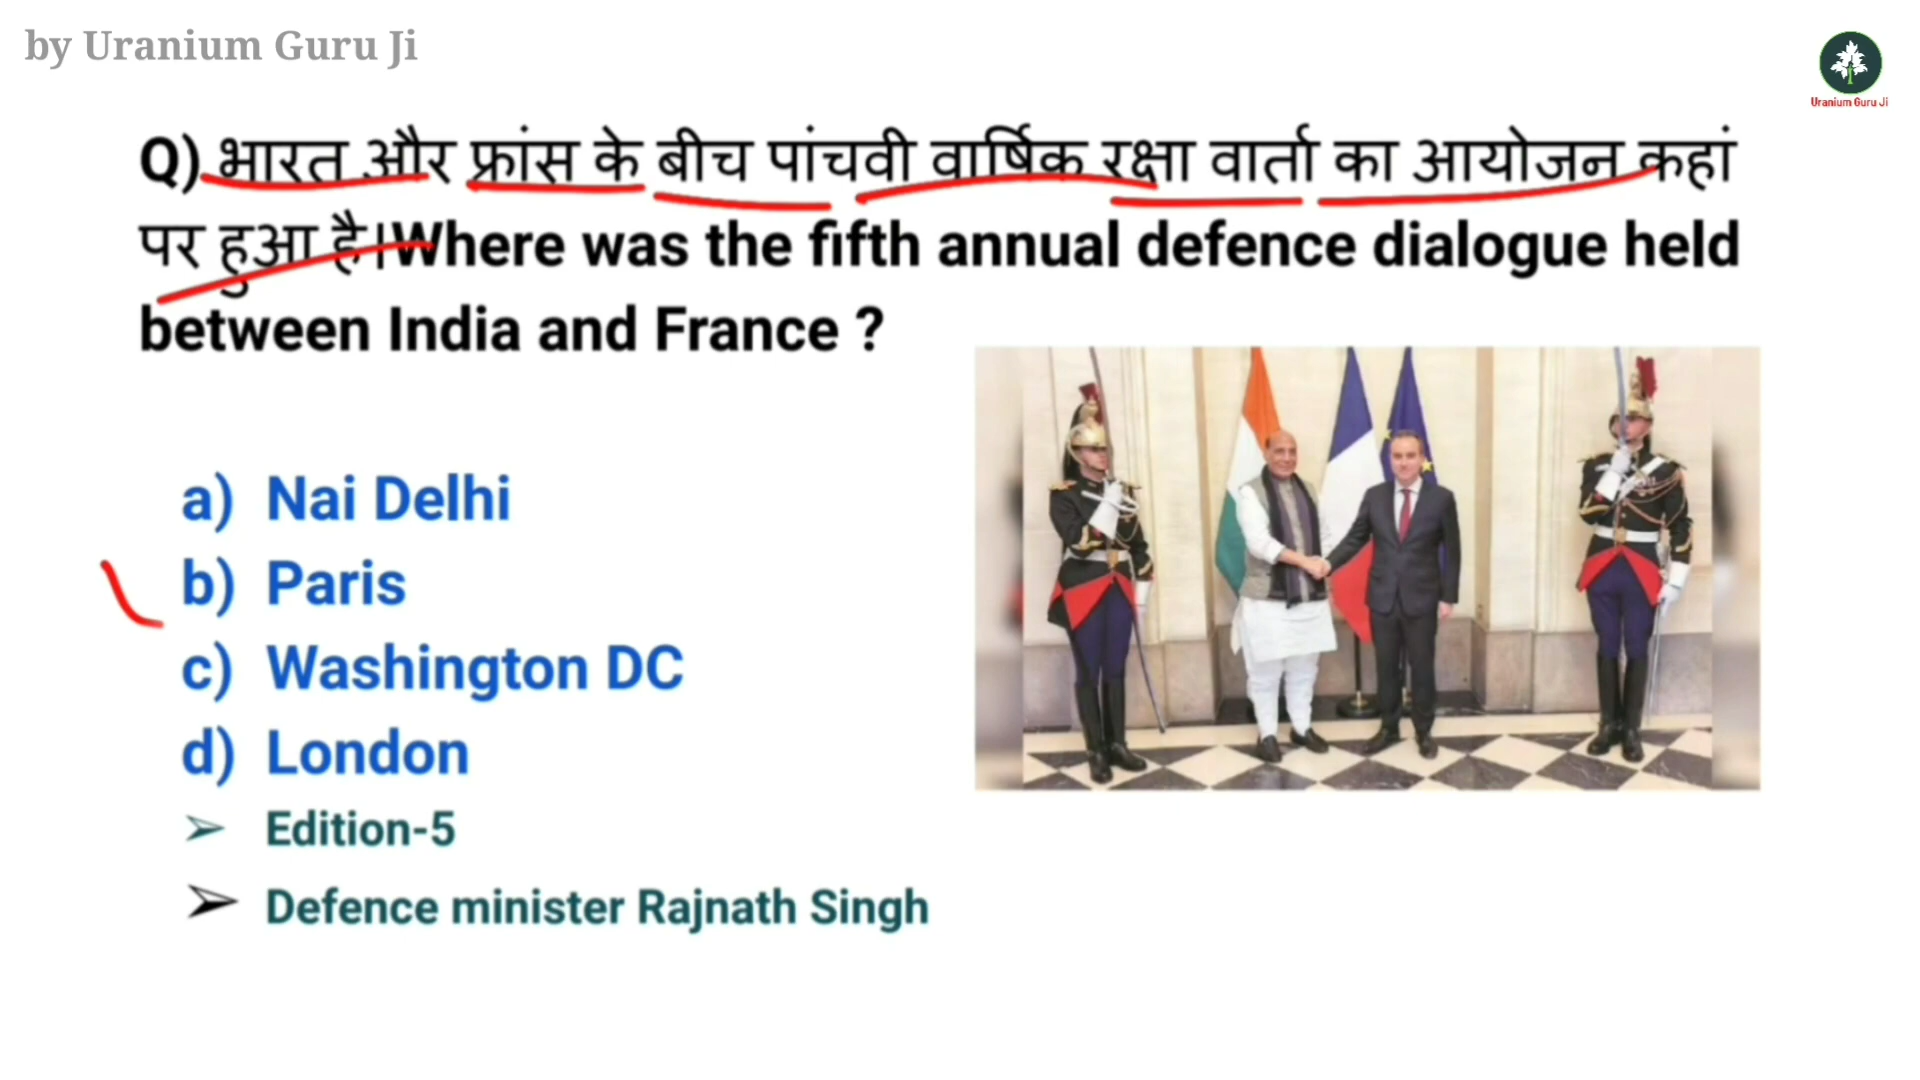 by Uranium Guru Ji
Uranium Guru Ji
Q) भारत और फ्रांस के बीच पांचवी वार्षिक रक्षा वार्ता का आयोजन कहां
पर हुआ है।Where was the fifth annual defence dialogue held
between India and France ?
a) Nai Delhi
b) Paris
c) Washington DC
d) London
➢ Edition-5
➢ Defence minister Rajnath Singh